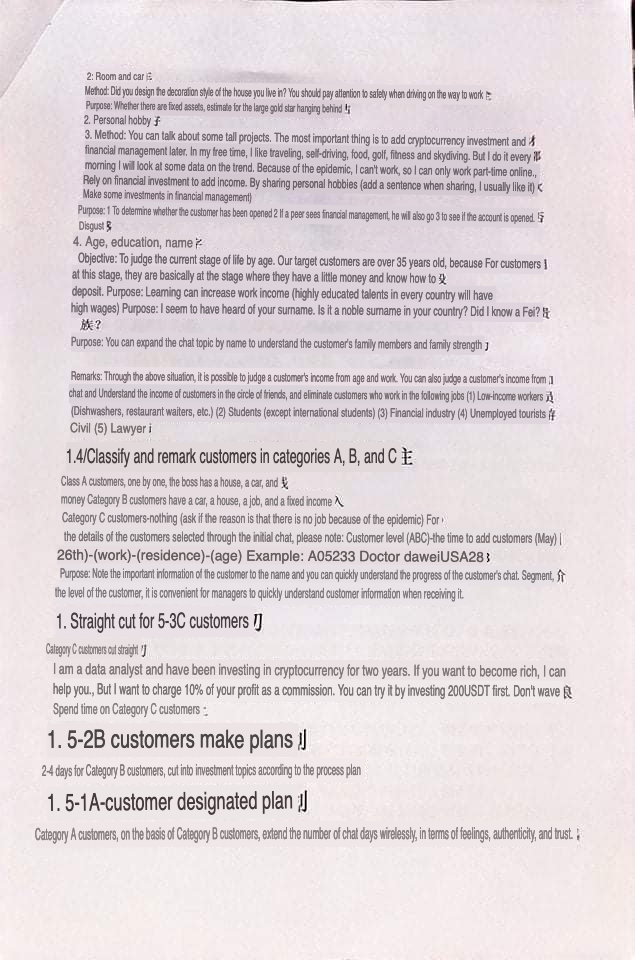 2: Room and car
Method: Did you design the decoration style of the house you live in? You should pay attention to safety when driving on the way to work
Purpose: Whether there are fixed assets, estimate for the large gold star hanging behind
2. Personal hobby
3. Method: You can talk about some tall projects. The most important thing is to add cryptocurrency investment and
financial management later. In my free time, I like traveling, self-driving, food, golf, fitness and skydiving. But I do it every
morning I will look at some data on the trend. Because of the epidemic, I can't work, so I can only work part-time online.,
Rely on financial investment to add income. By sharing personal hobbies (add a sentence when sharing, I usually like it)
Make some investments in financial management)
Purpose: 1 To determine whether the customer has been opened 2 If a peer sees financial management, he will also go 3 to see if the account is opened.
Disgust
4. Age, education, name
Objective: To judge the current stage of life by age. Our target customers are over 35 years old, because For customers
at this stage, they are basically at the stage where they have a little money and know how to
deposit. Purpose: Learning can increase work income (highly educated talents in every country will have
high wages) Purpose: I seem to have heard of your surname. Is it a noble surname in your country? Did I know a Fei?
族?
Purpose: You can expand the chat topic by name to understand the customer's family members and family strength
Remarks: Through the above situation, it is possible to judge a customer's income from age and work. You can also judge a customer's income from
chat and Understand the income of customers in the circle of friends, and eliminate customers who work in the following jobs (1) Low-income workers
(Dishwashers, restaurant waiters, etc.) (2) Students (except international students) (3) Financial industry (4) Unemployed tourists
Civil (5) Lawyer
1.4/Classify and remark customers in categories A, B, and C 主
Class A customers, one by one, the boss has a house, a car, and
money Category B customers have a car, a house, a job, and a fixed income
Category C customers-nothing (ask if the reason is that there is no job because of the epidemic) For
the details of the customers selected through the initial chat, please note: Customer level (ABC)-the time to add customers (May)
26th)-(work)-(residence)-(age) Example: A05233 Doctor daweiUSA28
Purpose: Note the important information of the customer to the name and you can quickly understand the progress of the customer's chat. Segment,
the level of the customer, it is convenient for managers to quickly understand customer information when receiving it.
1. Straight cut for 5-3C customers
Category C customers cut straight
I am a data analyst and have been investing in cryptocurrency for two years. If you want to become rich, I can
help you., But I want to charge 10% of your profit as a commission. You can try it by investing 200USDT first. Don't wave
Spend time on Category C customers
1. 5-2B customers make plans
2-4 days for Category B customers, cut into investment topics according to the process plan
1. 5-1A-customer designated plan
Category A customers, on the basis of Category B customers, extend the number of chat days wirelessly, in terms of feelings, authenticity, and trust.